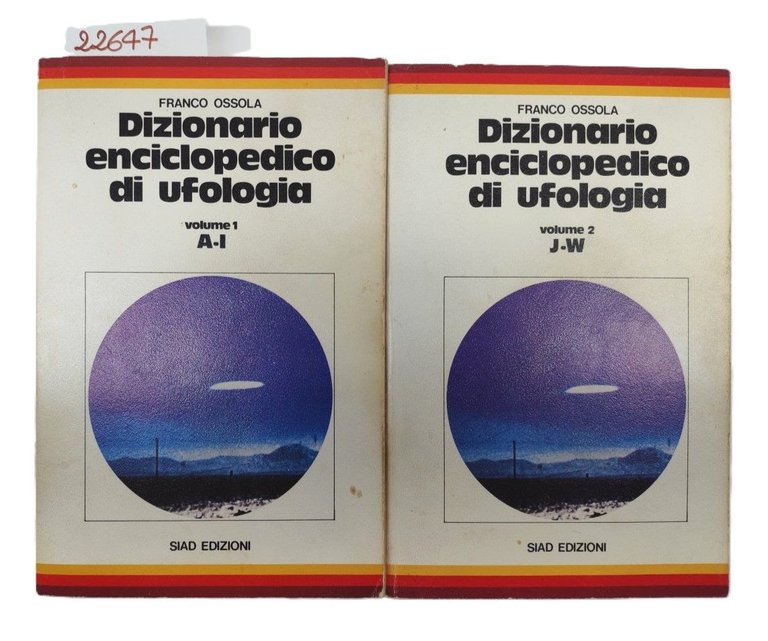 22647
FRANCO OSSOLA
Dizionario
enciclopedico
di ufologia
volume 1
A-I
SIAD EDIZIONI
FRANCO OSSOLA
Dizionario
enciclopedico
di ufologia
volume 2
J-W
SIAD EDIZIONI